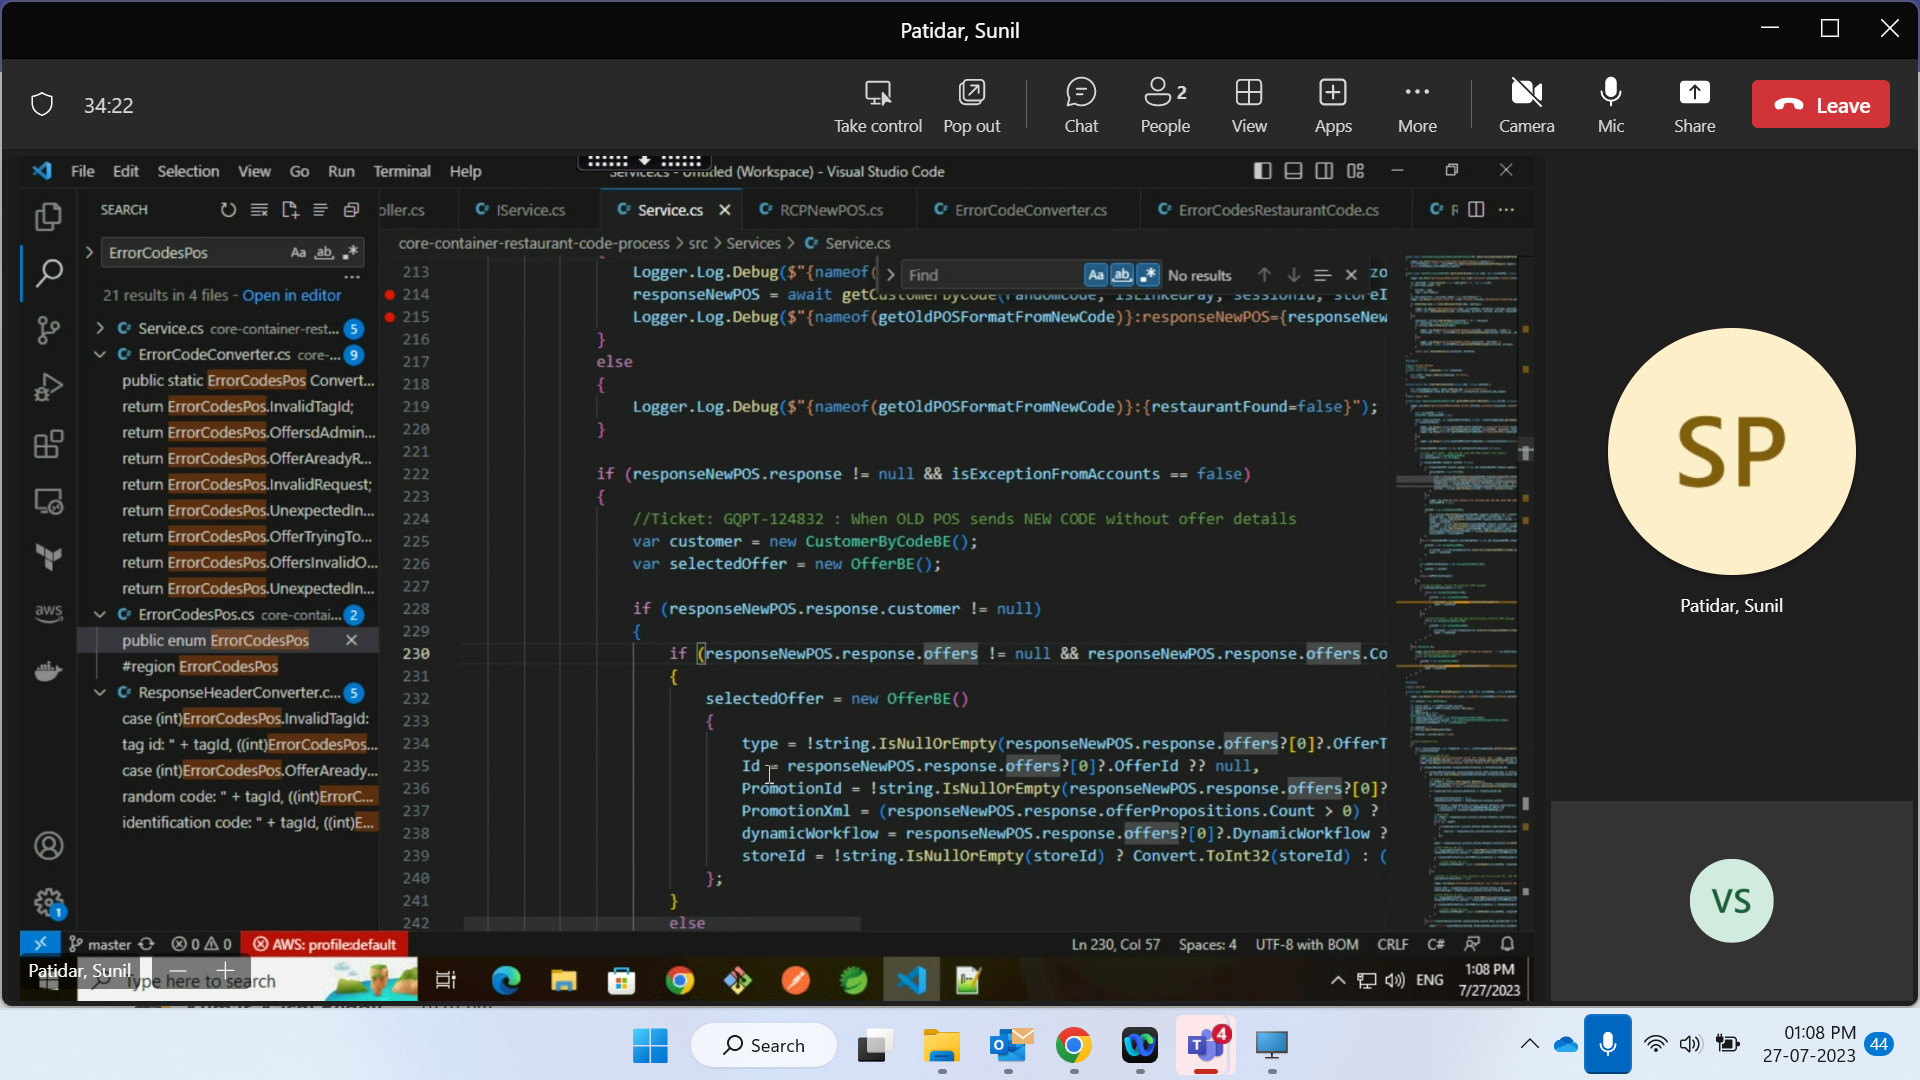 Patidar, Sunil
34:22
Take control
Pop out
Chat
2
People
View
Apps
More
Camera
Mic
Share
Leave
File Edit Selection View Go Run Terminal Help
(Workspace) - Visual Studio Code
SEARCH
oller.cs
C# IService.cs
C# Service.cs
C# RCPNewPOS.cs
C# ErrorCodeConverter.cs
C# ErrorCodesRestaurantCode.cs
core-container-restaurant-code-process > src > Services > C# Service.cs
ErrorCodesPos
Aa ab .*
21 results in 4 files - Open in editor
Service.cs core-container-rest... 5
ErrorCodeConverter.cs core-... 9
public static ErrorCodesPos Convert...
return ErrorCodesPos.InvalidTagId;
return ErrorCodesPos.OffersdAdmin...
return ErrorCodesPos.OfferAreadyR...
return ErrorCodesPos.InvalidRequest;
return ErrorCodesPos.UnexpectedIn...
return ErrorCodesPos.OfferTryingTo...
return ErrorCodesPos.OffersInvalidO...
return ErrorCodesPos.UnexpectedIn...
ErrorCodesPos.cs core-contai... 2
public enum ErrorCodesPos
#region ErrorCodesPos
ResponseHeaderConverter.c... 5
case (int)ErrorCodesPos.InvalidTagId:
tag id: " + tagId, ((int)ErrorCodesPos...
case (int)ErrorCodesPos.OfferAready...
random code: " + tagId, ((int)ErrorC...
identification code: " + tagId, ((int)E...
Find
Aa ab .*
No results
213 Logger.Log.Debug($"{nameof( zo
214 responseNewPOS = await getCustomerByCode(randomCode, isLinkedPay, sessionId, storeI
215 Logger.Log.Debug($"{nameof(getOldPOSFormatFromNewCode)}:responseNewPOS={responseNew
216 }
217 else
218 {
219 Logger.Log.Debug($"{nameof(getOldPOSFormatFromNewCode)}:{restaurantFound=false}");
220 }
221
222 if (responseNewPOS.response != null && isExceptionFromAccounts == false)
223 {
224 //Ticket: GQPT-124832 : When OLD POS sends NEW CODE without offer details
225 var customer = new CustomerByCodeBE();
226 var selectedOffer = new OfferBE();
227
228 if (responseNewPOS.response.customer != null)
229 {
230 if (responseNewPOS.response.offers != null && responseNewPOS.response.offers.Co
231 {
232 selectedOffer = new OfferBE()
233 {
234 type = !string.IsNullOrEmpty(responseNewPOS.response.offers?[0]?.OfferT
235 Id = responseNewPOS.response.offers?[0]?.OfferId ?? null,
236 PromotionId = !string.IsNullOrEmpty(responseNewPOS.response.offers?[0]?
237 PromotionXml = (responseNewPOS.response.offerPropositions.Count > 0) ?
238 dynamicWorkflow = responseNewPOS.response.offers?[0]?.DynamicWorkflow ?
239 storeId = !string.IsNullOrEmpty(storeId) ? Convert.ToInt32(storeId) : (
240 };
241 }
242 else
aws
1
master 0 0 AWS: profile:default
Ln 230, Col 57 Spaces: 4 UTF-8 with BOM CRLF C#
Patidar, Sunil
Type here to search
ENG
1:08 PM
7/27/2023
SP
Patidar, Sunil
VS
Search
4
01:08 PM
27-07-2023
44